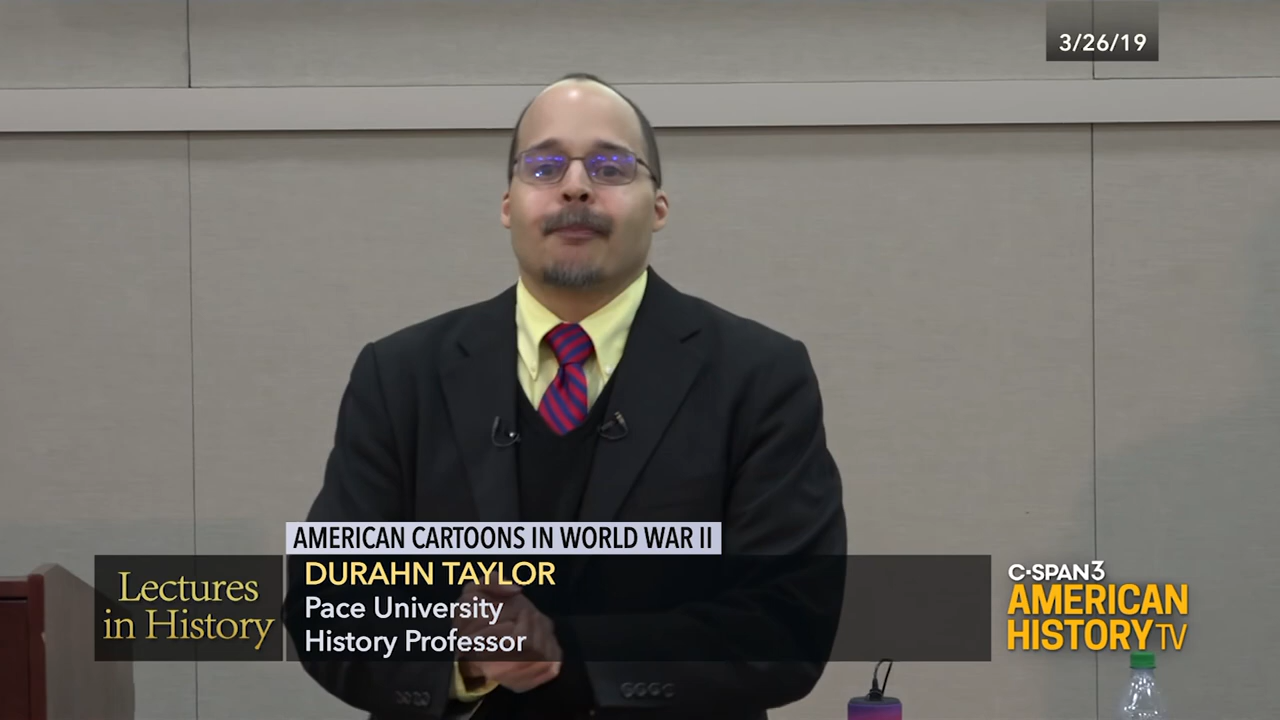 3/26/19
AMERICAN CARTOONS IN WORLD WAR II
Lectures
in History
DURAHN TAYLOR
Pace University
History Professor
C-SPAN3
AMERICAN
HISTORY TV